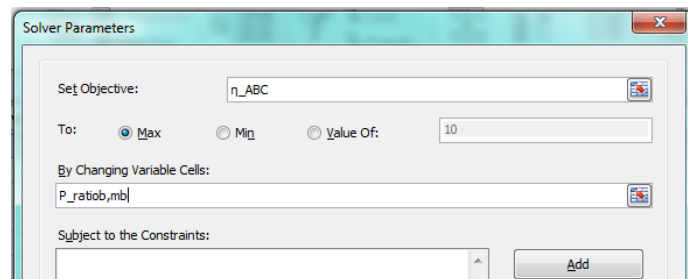 Solver Parameters
Set Objective:
η_ABC
To:
Max
Min
Value Of:
10
By Changing Variable Cells:
P_ratiob,mb
Subject to the Constraints:
Add